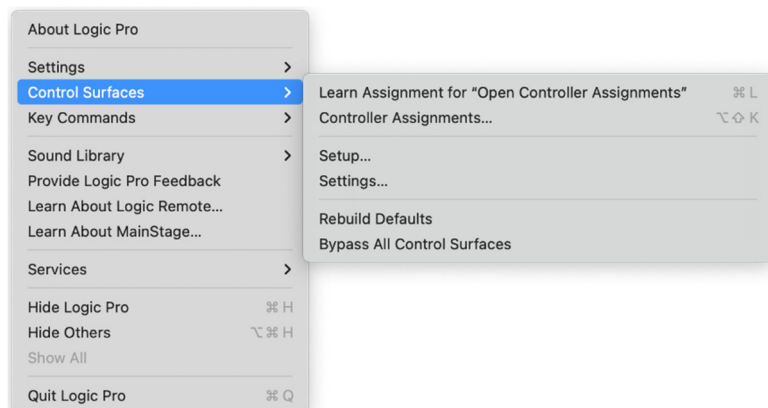 About Logic Pro
Settings
Control Surfaces
Key Commands
Sound Library
Provide Logic Pro Feedback
Learn About Logic Remote...
Learn About MainStage...
Services
Hide Logic Pro ⌘ H
Hide Others ⌥ ⌘ H
Show All
Quit Logic Pro ⌘ Q
Learn Assignment for “Open Controller Assignments” ⌘ L
Controller Assignments... ⌥ ⇧ K
Setup...
Settings...
Rebuild Defaults
Bypass All Control Surfaces